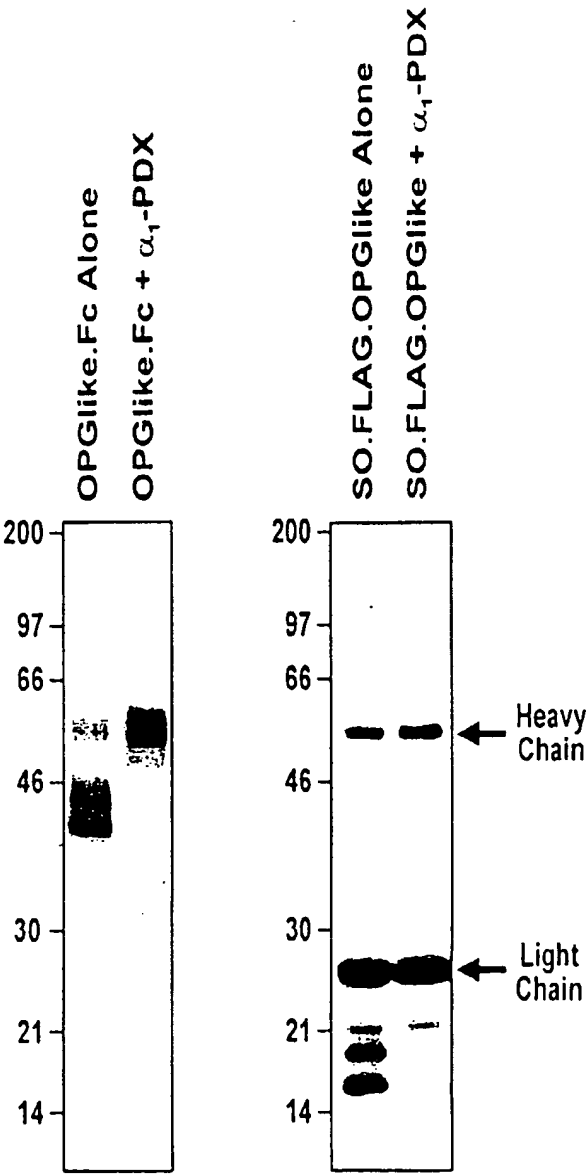 OPGlike.Fc Alone
OPGlike.Fc + α₁-PDX
200
97
66
46
30
21
14
SO.FLAG.OPGlike Alone
SO.FLAG.OPGlike + α₁-PDX
200
97
66
46
30
21
14
Heavy
Chain
Light
Chain